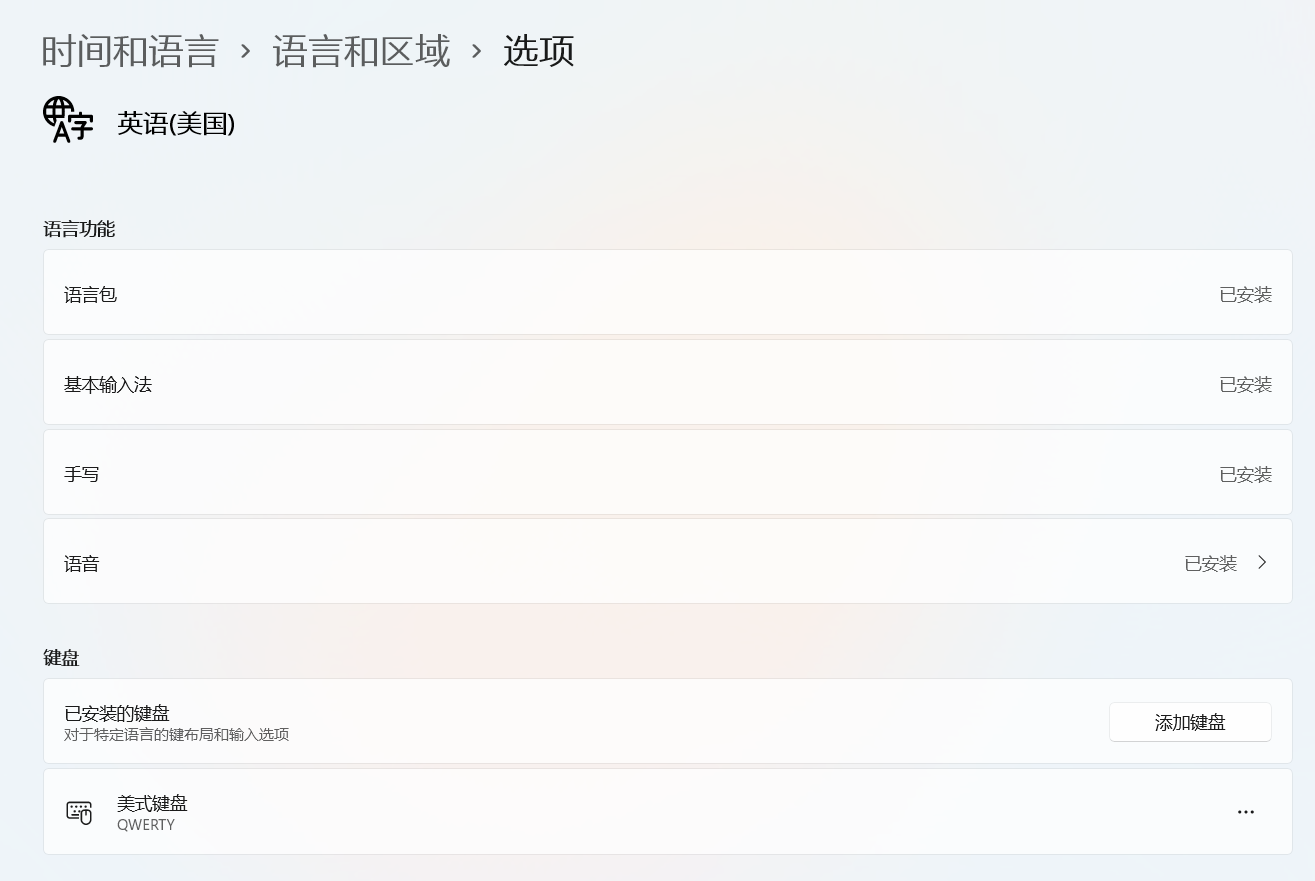 时间和语言 › 语言和区域 › 选项
英语(美国)
语言功能
语言包 已安装
基本输入法 已安装
手写 已安装
语音 已安装
键盘
已安装的键盘
对于特定语言的键布局和输入选项
添加键盘
美式键盘
QWERTY